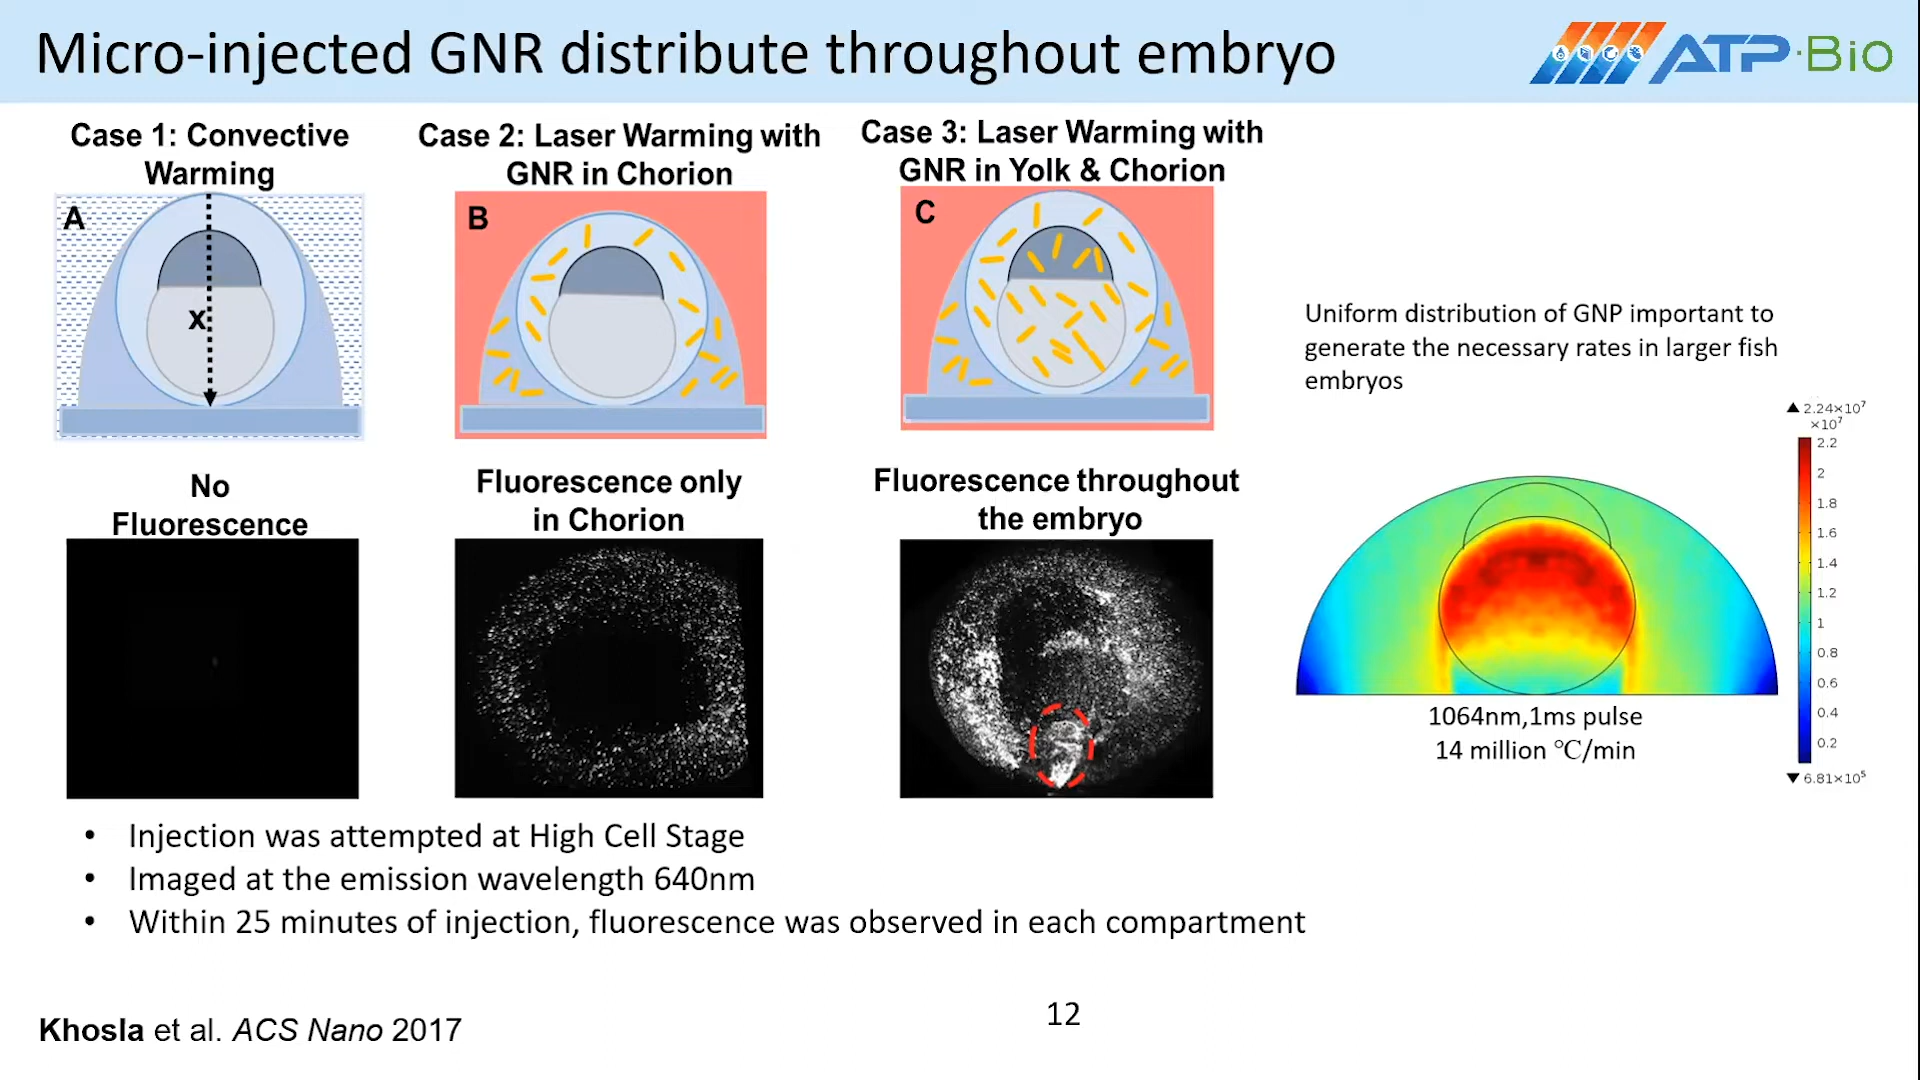 Micro-injected GNR distribute throughout embryo
ATP·Bio
Case 1: Convective
Warming
A
x
Case 2: Laser Warming with
GNR in Chorion
B
Case 3: Laser Warming with
GNR in Yolk & Chorion
C
Uniform distribution of GNP important to
generate the necessary rates in larger fish
embryos
No
Fluorescence
Fluorescence only
in Chorion
Fluorescence throughout
the embryo
▲ 2.24×10⁷
×10⁷
2.2
2
1.8
1.6
1.4
1.2
1
0.8
0.6
0.4
0.2
▼ 6.81×10⁵
1064nm,1ms pulse
14 million ℃/min
• Injection was attempted at High Cell Stage
• Imaged at the emission wavelength 640nm
• Within 25 minutes of injection, fluorescence was observed in each compartment
12
Khosla et al. ACS Nano 2017